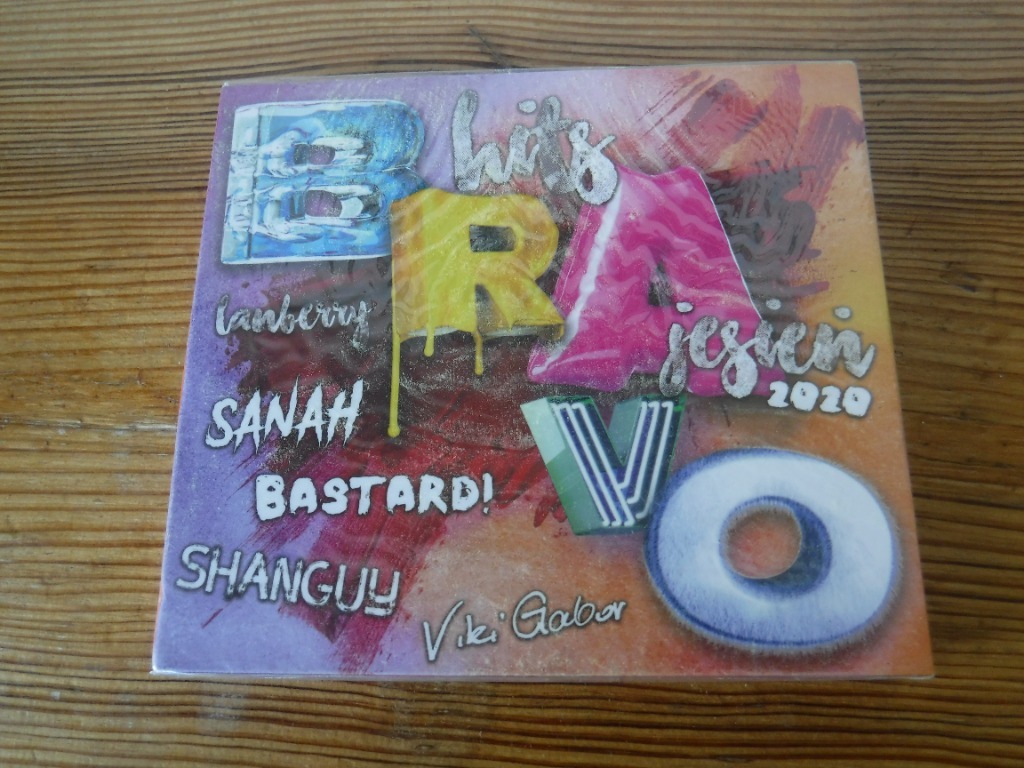 BRAVO
hits
jesień
2020
lanberry
SANAH
BASTARD!
SHANGUY
Viki Gabor